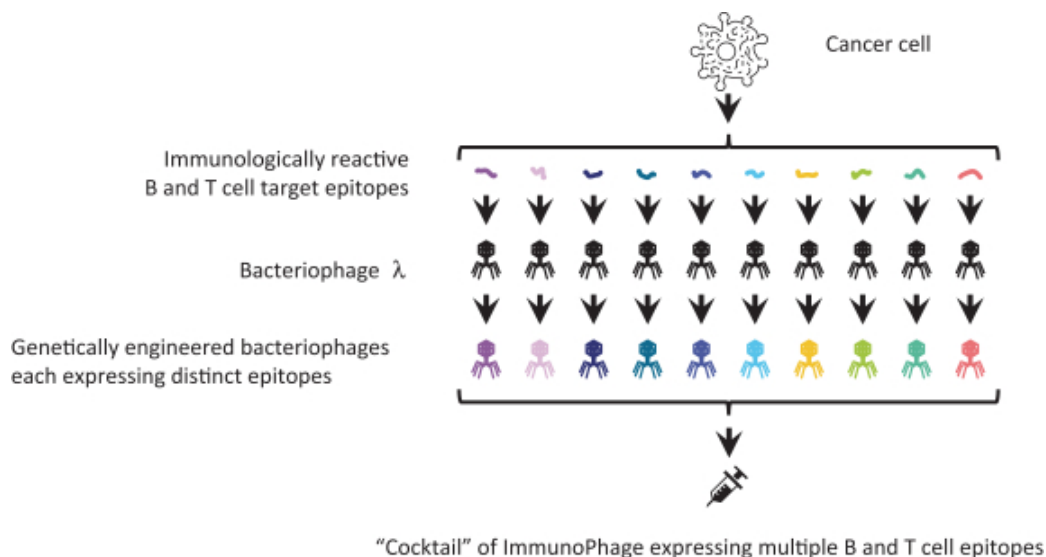 Cancer cell
Immunologically reactive
B and T cell target epitopes
Bacteriophage λ
Genetically engineered bacteriophages
each expressing distinct epitopes
“Cocktail” of ImmunoPhage expressing multiple B and T cell epitopes